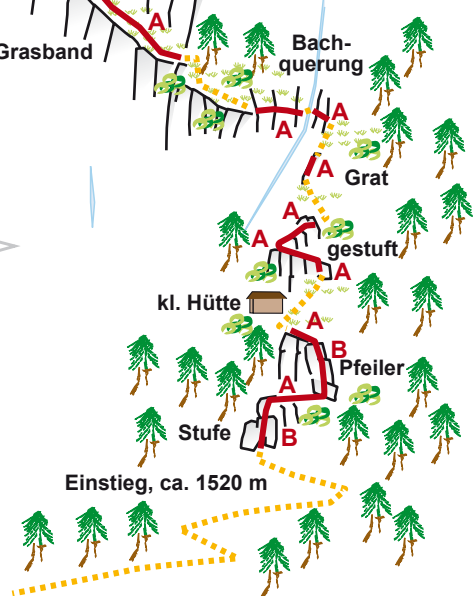 A
Grasband
Bach-
querung
A
A
A
Grat
A
A
gestuft
A
kl. Hütte
A
B
Pfeiler
A
Stufe
B
Einstieg, ca. 1520 m